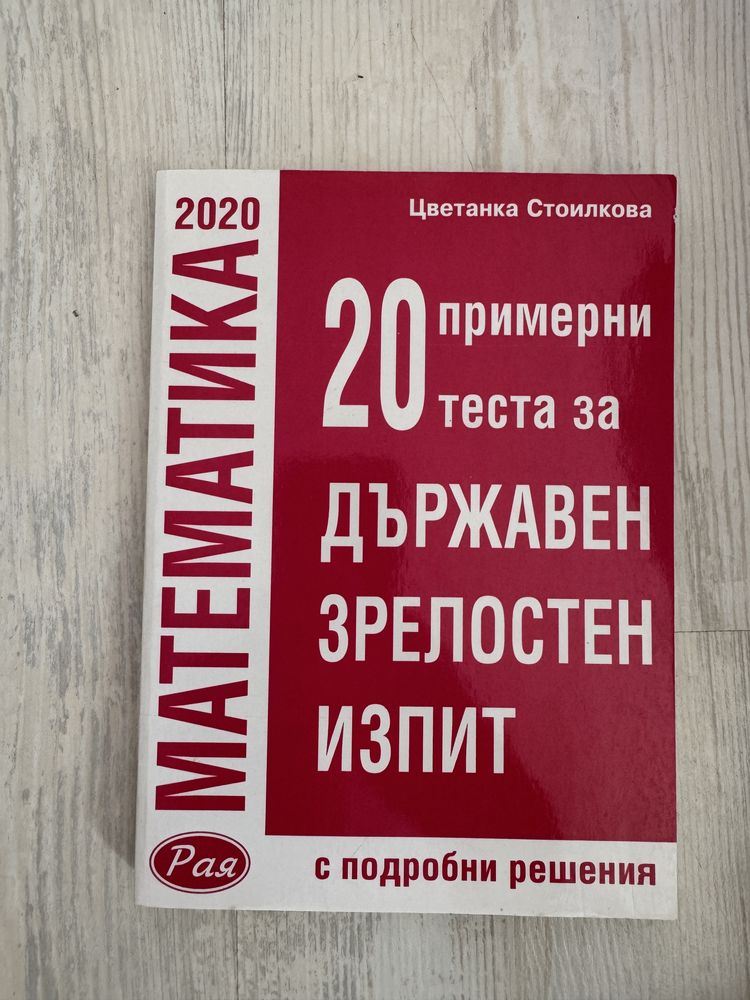 2020
МАТЕМАТИКА
Цветанка Стоилкова
20 примерни
теста за
ДЪРЖАВЕН
ЗРЕЛОСТЕН
ИЗПИТ
Рая
с подробни решения